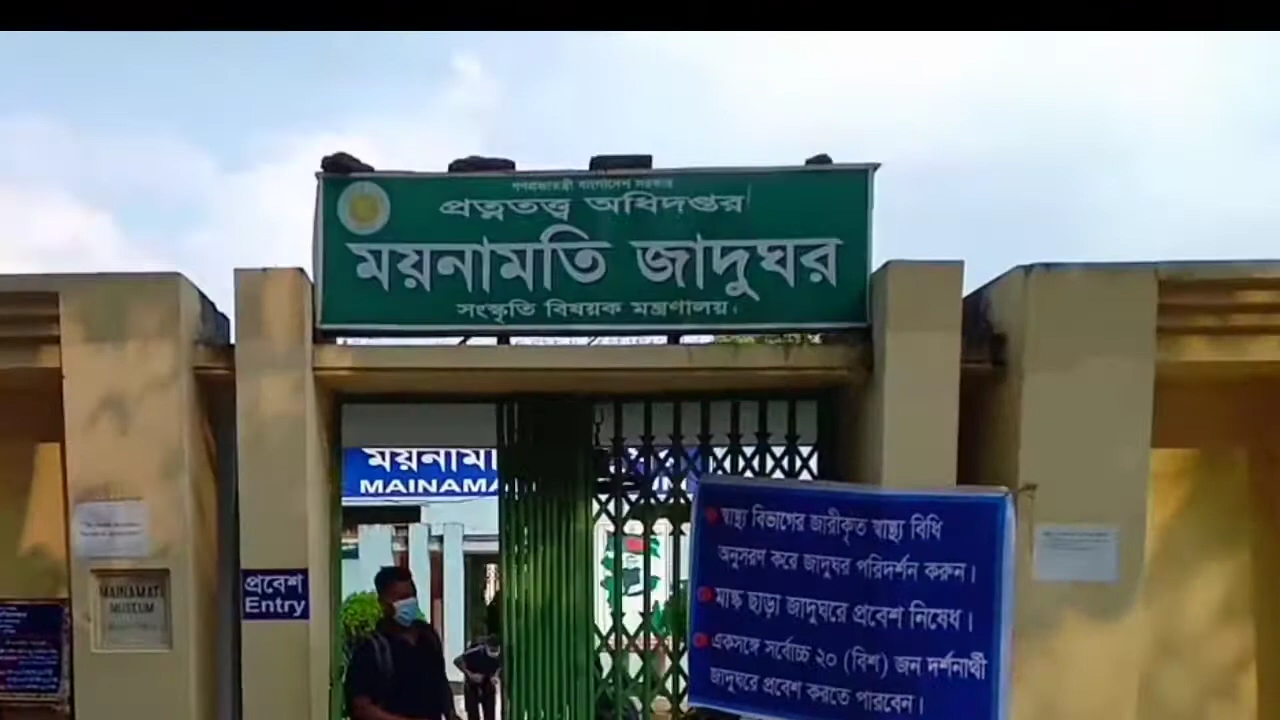 গণপ্রজাতন্ত্রী বাংলাদেশ সরকার
প্রত্নতত্ত্ব অধিদপ্তর
ময়নামতি জাদুঘর
সংস্কৃতি বিষয়ক মন্ত্রণালয়।
ময়নাম
MAINAMA
স্বাস্থ্য বিভাগের জারীকৃত স্বাস্থ্য বিধি
অনুসরণ করে জাদুঘর পরিদর্শন করুন।
মাস্ক ছাড়া জাদুঘরে প্রবেশ নিষেধ।
একসঙ্গে সর্বোচ্চ ২০ (বিশ) জন দর্শনার্থী
জাদুঘরে প্রবেশ করতে পারবেন।
প্রবেশ
Entry
MAINAMATI
MUSEUM